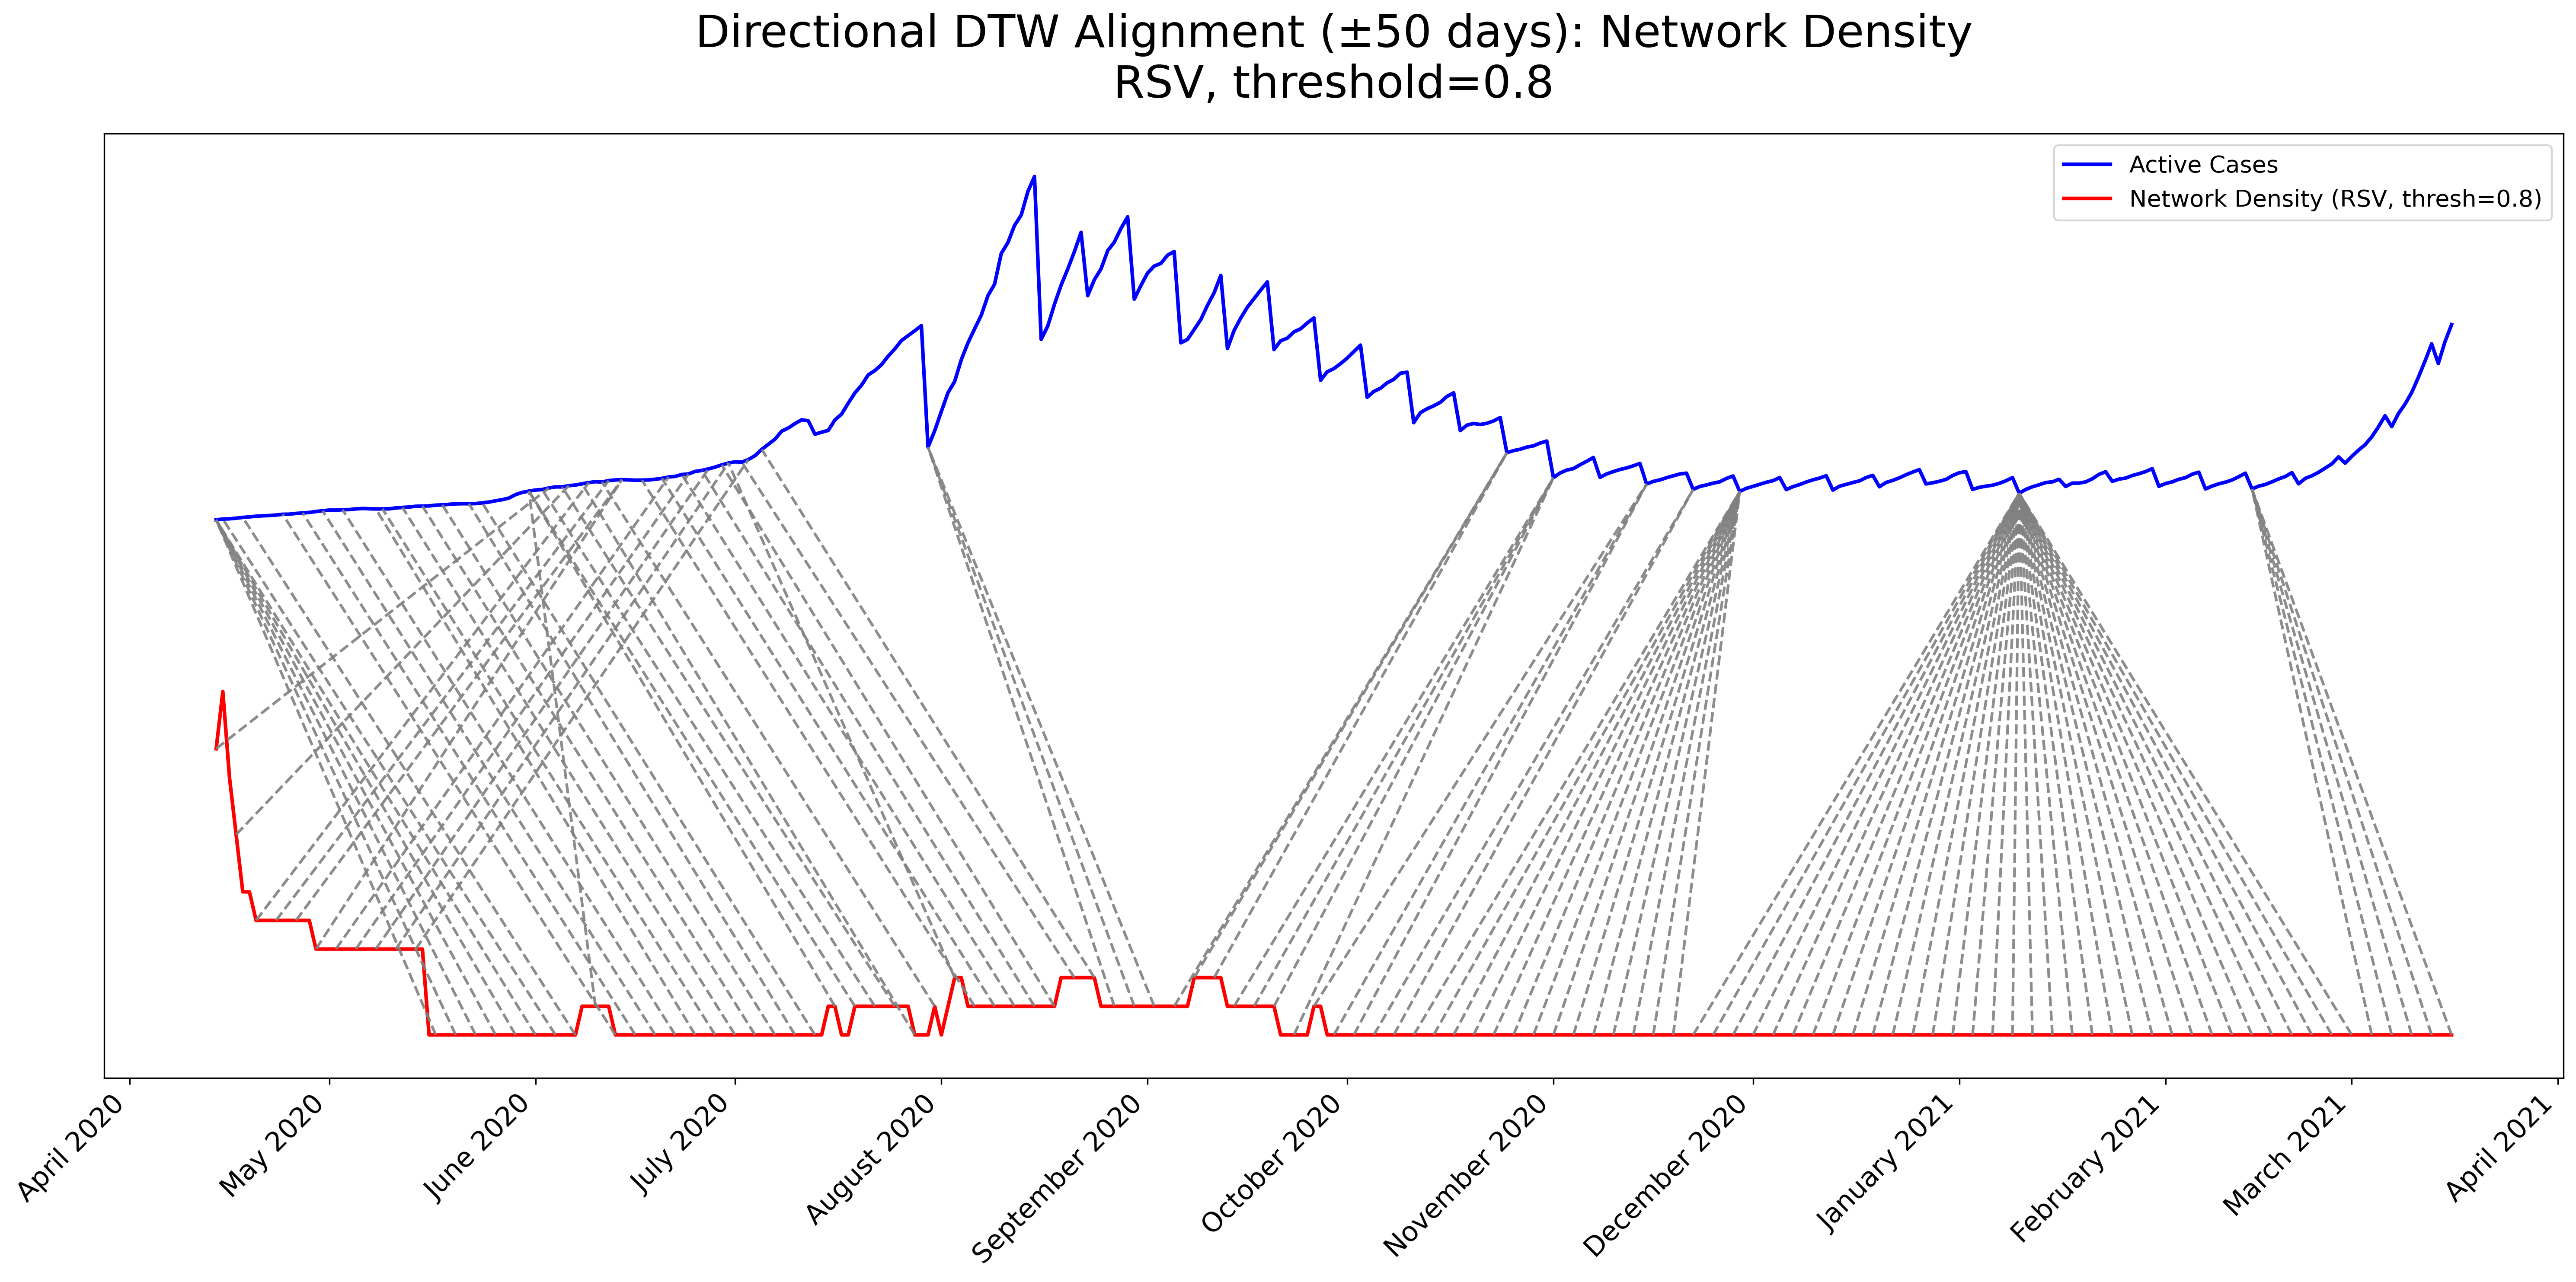 Directional DTW Alignment (±50 days): Network Density
RSV, threshold=0.8
Active Cases
Network Density (RSV, thresh=0.8)
April 2020
May 2020
June 2020
July 2020
August 2020
September 2020
October 2020
November 2020
December 2020
January 2021
February 2021
March 2021
April 2021